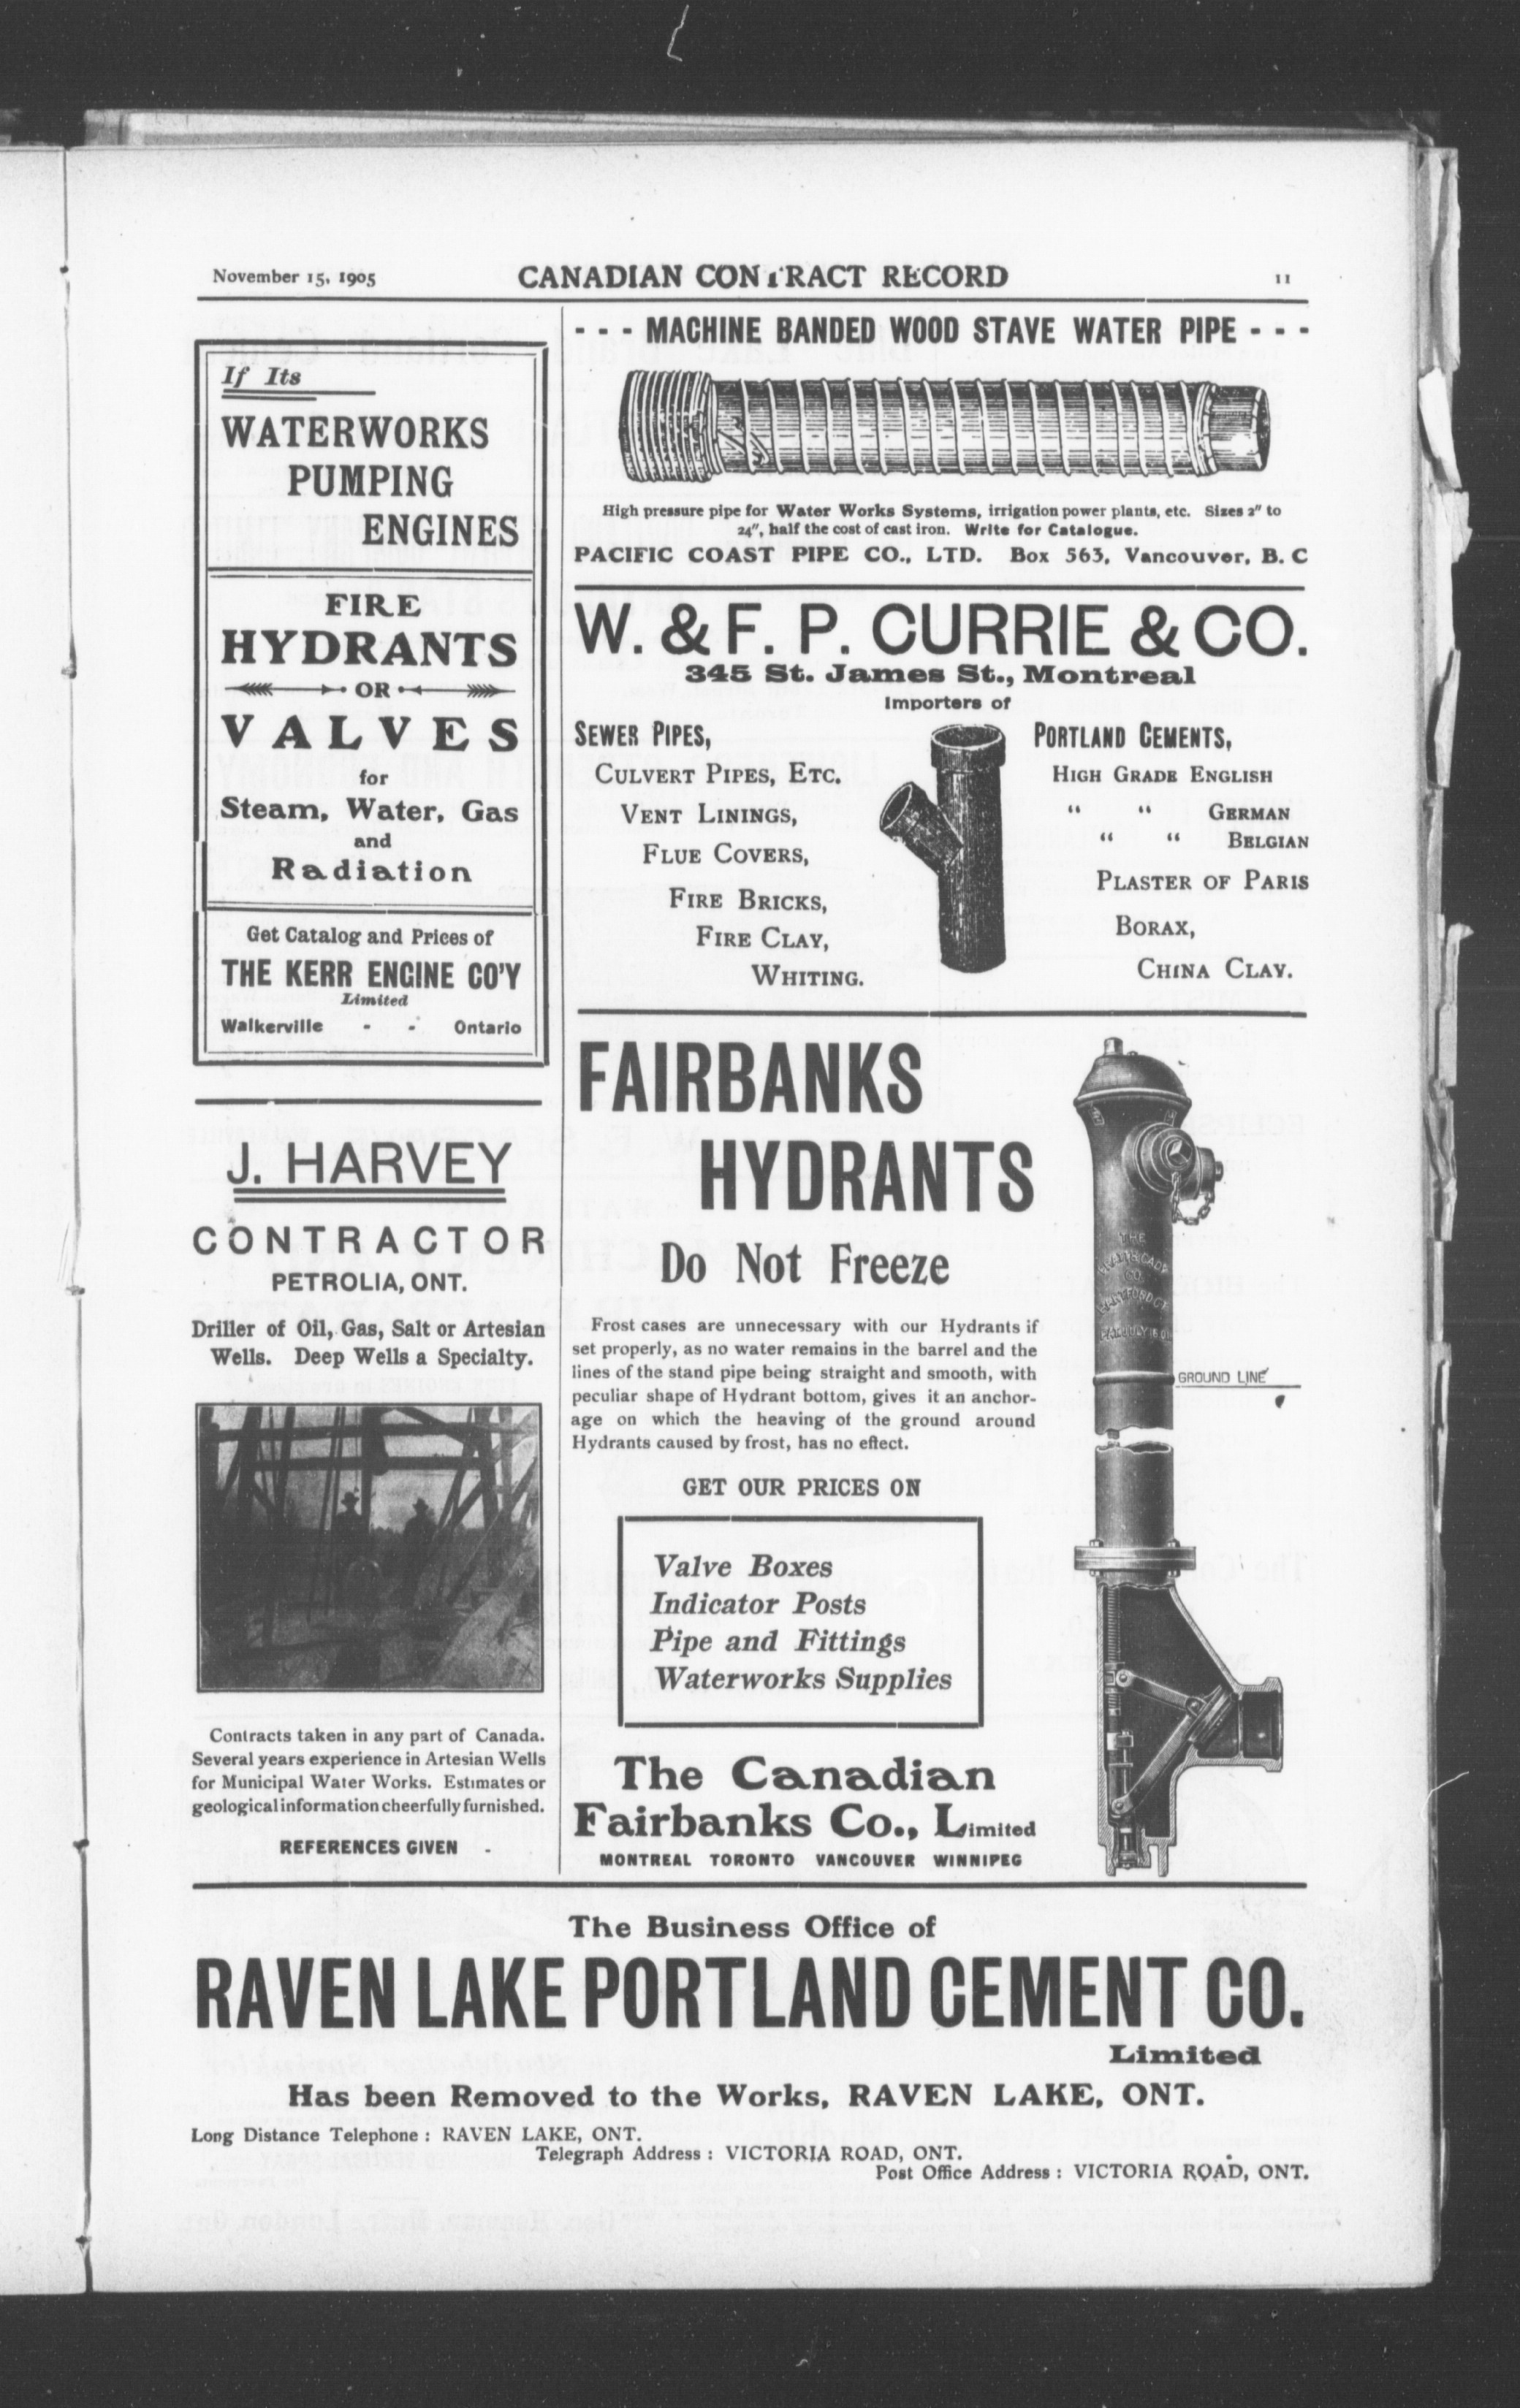 November 15, 1905 CANADIAN CONTRACT RECORD 11
If Its
WATERWORKS
PUMPING
ENGINES
FIRE
HYDRANTS
OR
VALVES
for
Steam, Water, Gas
and
Radiation
Get Catalog and Prices of
THE KERR ENGINE CO'Y
Limited
Walkerville - - Ontario
J. HARVEY
CONTRACTOR
PETROLIA, ONT.
Driller of Oil, Gas, Salt or Artesian
Wells. Deep Wells a Specialty.
Contracts taken in any part of Canada.
Several years experience in Artesian Wells
for Municipal Water Works. Estimates or
geological information cheerfully furnished.
REFERENCES GIVEN -
- - - MACHINE BANDED WOOD STAVE WATER PIPE - - -
High pressure pipe for Water Works Systems, irrigation power plants, etc. Sizes 2" to
24", half the cost of cast iron. Write for Catalogue.
PACIFIC COAST PIPE CO., LTD. Box 563, Vancouver, B. C
W. & F. P. CURRIE & CO.
345 St. James St., Montreal
Importers of
SEWER PIPES,
CULVERT PIPES, ETC.
VENT LININGS,
FLUE COVERS,
FIRE BRICKS,
FIRE CLAY,
WHITING.
PORTLAND CEMENTS,
HIGH GRADE ENGLISH
" " GERMAN
" " BELGIAN
PLASTER OF PARIS
BORAX,
CHINA CLAY.
FAIRBANKS
HYDRANTS
Do Not Freeze
Frost cases are unnecessary with our Hydrants if
set properly, as no water remains in the barrel and the
lines of the stand pipe being straight and smooth, with
peculiar shape of Hydrant bottom, gives it an anchor-
age on which the heaving of the ground around
Hydrants caused by frost, has no effect.
GET OUR PRICES ON
Valve Boxes
Indicator Posts
Pipe and Fittings
Waterworks Supplies
The Canadian
Fairbanks Co., Limited
MONTREAL TORONTO VANCOUVER WINNIPEG
THE
GROUND LINE
The Business Office of
RAVEN LAKE PORTLAND CEMENT CO.
Limited
Has been Removed to the Works, RAVEN LAKE, ONT.
Long Distance Telephone : RAVEN LAKE, ONT.
Telegraph Address : VICTORIA ROAD, ONT.
Post Office Address : VICTORIA ROAD, ONT.